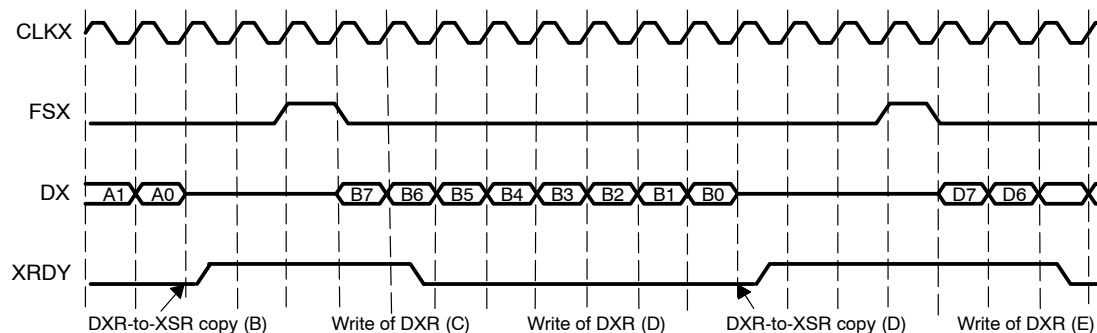 CLKX
FSX
DX A1 A0 B7 B6 B5 B4 B3 B2 B1 B0 D7 D6
XRDY
DXR-to-XSR copy (B) Write of DXR (C) Write of DXR (D) DXR-to-XSR copy (D) Write of DXR (E)